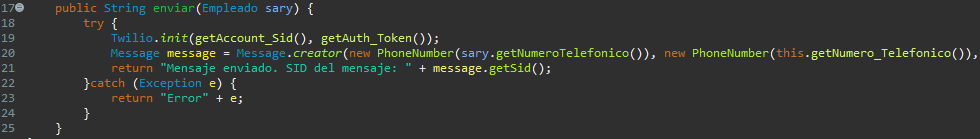 17 public String enviar(Empleado sary) {
18 try {
19 Twilio.init(getAccount_Sid(), getAuth_Token());
20 Message message = Message.creator(new PhoneNumber(sary.getNumeroTelefonico()), new PhoneNumber(this.getNumero_Telefonico()),
21 return "Mensaje enviado. SID del mensaje: " + message.getSid();
22 }catch (Exception e) {
23 return "Error" + e;
24 }
25 }